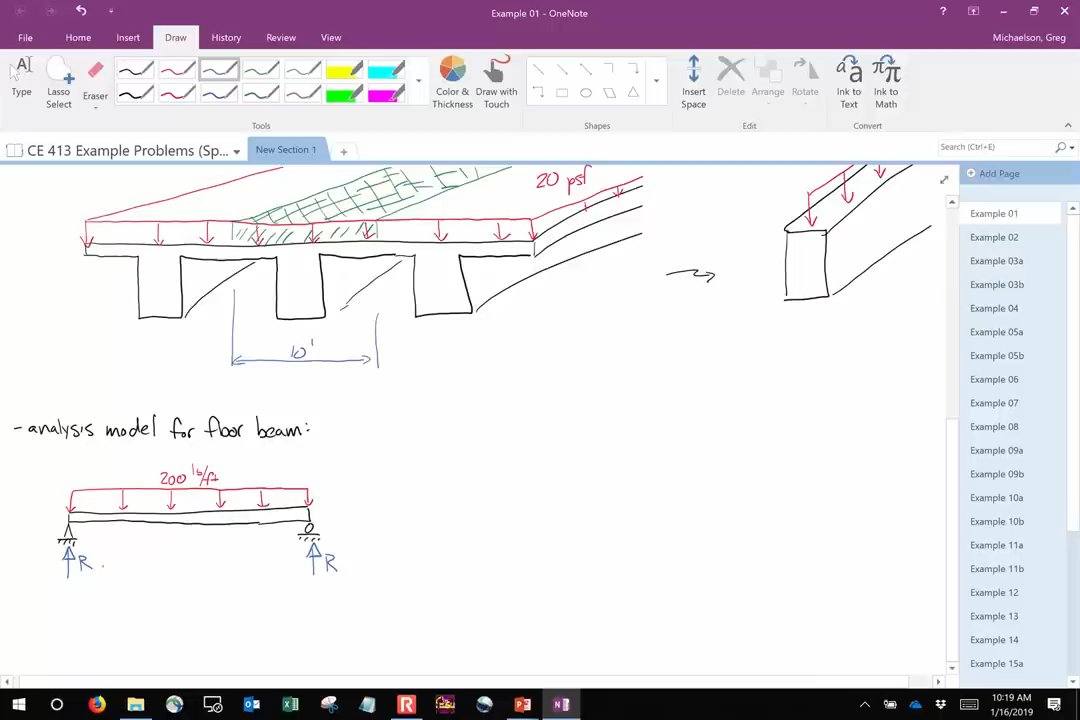 Example 01 - OneNote
?
Michaelson, Greg
File Home Insert Draw History Review View
Type
Lasso Select
Eraser
Color & Thickness
Draw with Touch
Insert Space
Delete
Arrange
Rotate
Ink to Text
Ink to Math
Tools
Shapes
Edit
Convert
CE 413 Example Problems (Sp...
New Section 1
Search (Ctrl+E)
Add Page
Example 01
Example 02
Example 03a
Example 03b
Example 04
Example 05a
Example 05b
Example 06
Example 07
Example 08
Example 09a
Example 09b
Example 10a
Example 10b
Example 11a
Example 11b
Example 12
Example 13
Example 14
Example 15a
20 psf
10'
- analysis model for floor beam:
200 lb/ft
R
R
10:19 AM
1/16/2019